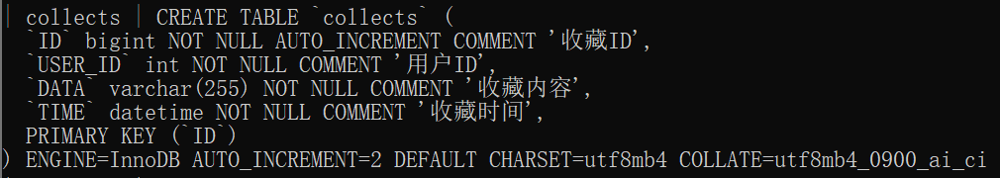 | collects | CREATE TABLE `collects` (
`ID` bigint NOT NULL AUTO_INCREMENT COMMENT '收藏ID',
`USER_ID` int NOT NULL COMMENT '用户ID',
`DATA` varchar(255) NOT NULL COMMENT '收藏内容',
`TIME` datetime NOT NULL COMMENT '收藏时间',
PRIMARY KEY (`ID`)
) ENGINE=InnoDB AUTO_INCREMENT=2 DEFAULT CHARSET=utf8mb4 COLLATE=utf8mb4_0900_ai_ci